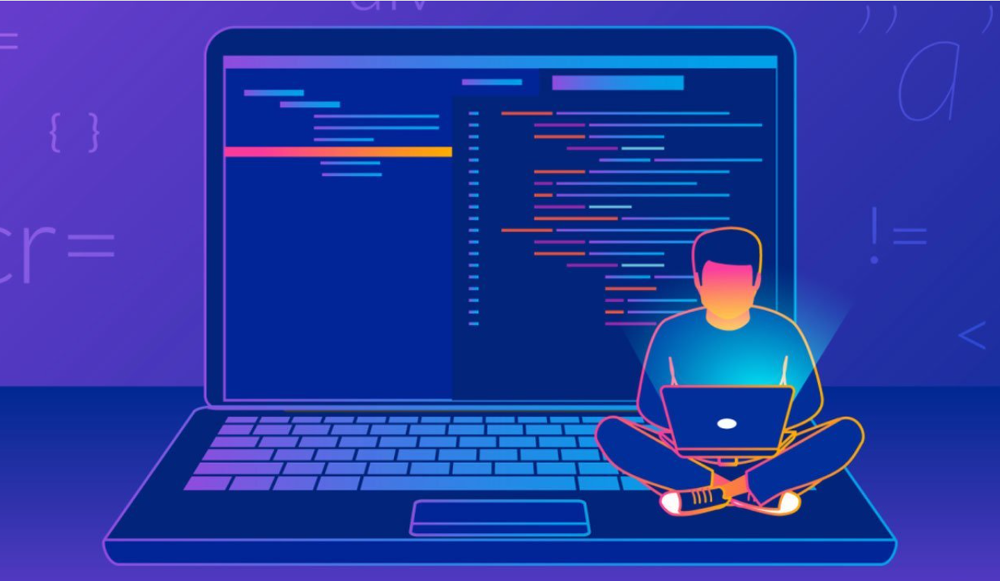 =
{ }
cr=
”
a
!=
<